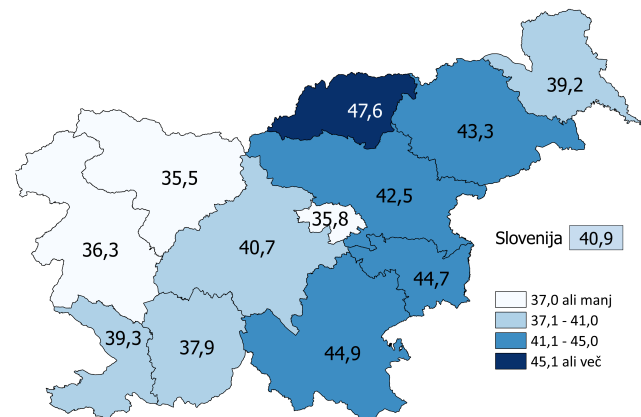 39,2
47,6
43,3
35,5
42,5
35,8
36,3
40,7
Slovenija 40,9
44,7
37,0 ali manj
37,1 - 41,0
39,3
41,1 - 45,0
37,9
44,9
45,1 ali več